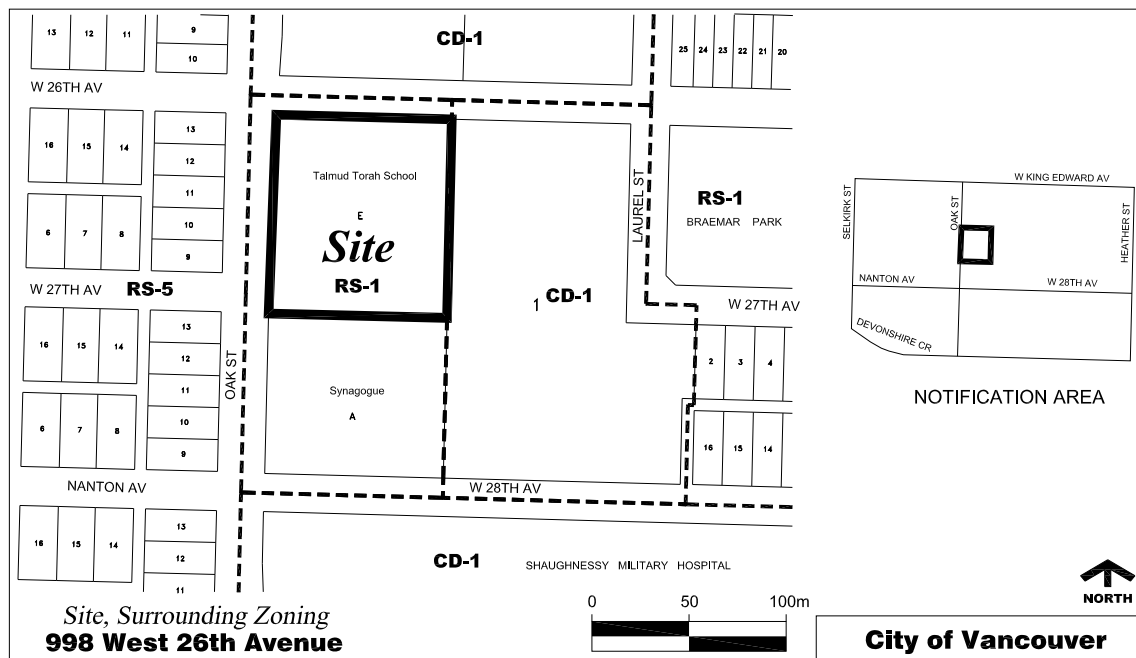 CD-1
13 12 11
9
10
25 24 23 22 21 20
W 26TH AV
16 15 14
13
12
11
10
9
6 7 8
Talmud Torah School
E
Site
RS-1
LAUREL ST
RS-1
BRAEMAR PARK
W 27TH AV
RS-5
1
CD-1
W 27TH AV
16 15 14
13
12
11
10
9
6 7 8
OAK ST
2 3 4
Synagogue
A
16 15 14
NANTON AV
W 28TH AV
16 15 14
13
12
11
CD-1
SHAUGHNESSY MILITARY HOSPITAL
W KING EDWARD AV
SELKIRK ST
OAK ST
HEATHER ST
NANTON AV
W 28TH AV
DEVONSHIRE CR
NOTIFICATION AREA
NORTH
Site, Surrounding Zoning
998 West 26th Avenue
0 50 100m
City of Vancouver